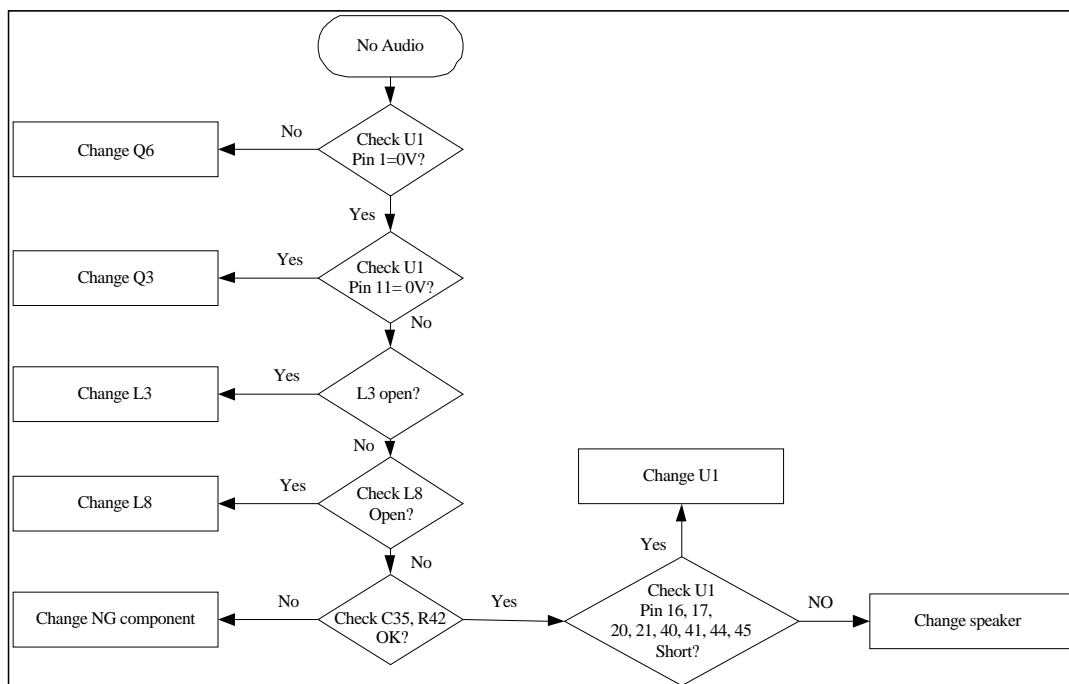 No Audio
No
Change Q6
Check U1
Pin 1=0V?
Yes
Yes
Change Q3
Check U1
Pin 11= 0V?
No
Yes
Change L3
L3 open?
No
Change U1
Yes
Change L8
Check L8
Open?
Yes
No
No
Change NG component
Check C35, R42
OK?
Yes
Check U1
Pin 16, 17,
20, 21, 40, 41, 44, 45
Short?
NO
Change speaker